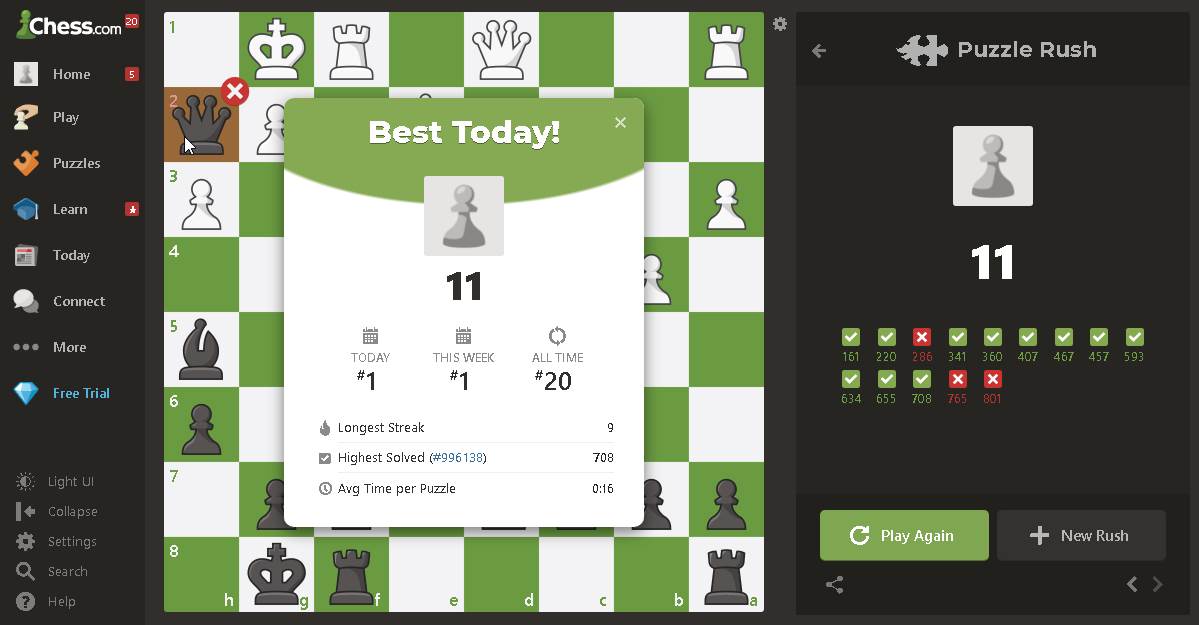 Chess.com 20
Home 5
Play
Puzzles
Learn
Today
Connect
More
Free Trial
Light UI
Collapse
Settings
Search
Help
1
2
3
4
5
6
7
8
h g f e d c b a
Best Today!
11
TODAY THIS WEEK ALL TIME
#1 #1 #20
Longest Streak 9
Highest Solved (#996138) 708
Avg Time per Puzzle 0:16
Puzzle Rush
11
161 220 286 341 360 407 467 457 593
634 655 708 765 801
Play Again
New Rush